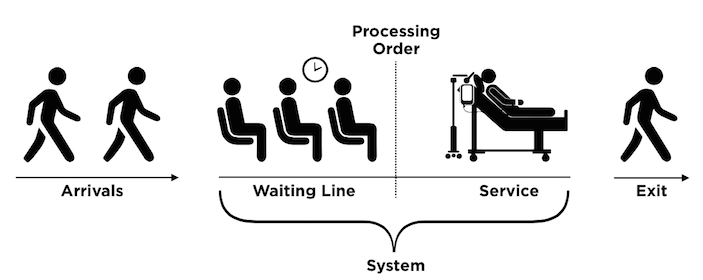 Processing
Order
Arrivals
Waiting Line
Service
Exit
System